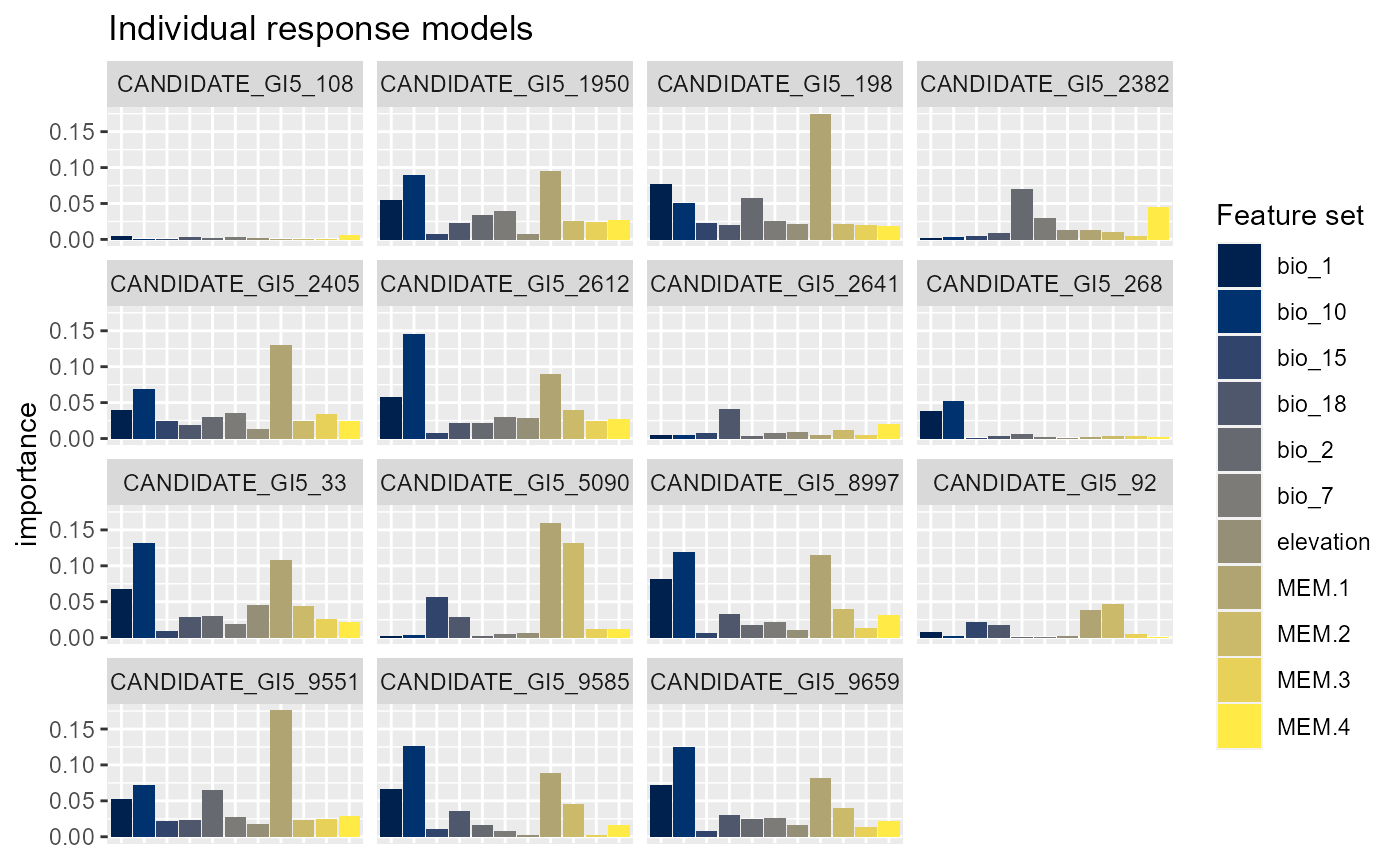 Individual response models
CANDIDATE_GI5_108
CANDIDATE_GI5_1950
CANDIDATE_GI5_198
CANDIDATE_GI5_2382
0.15
0.10
0.05
0.00
CANDIDATE_GI5_2405
CANDIDATE_GI5_2612
CANDIDATE_GI5_2641
CANDIDATE_GI5_268
0.15
0.10
0.05
0.00
CANDIDATE_GI5_33
CANDIDATE_GI5_5090
CANDIDATE_GI5_8997
CANDIDATE_GI5_92
0.15
0.10
0.05
0.00
CANDIDATE_GI5_9551
CANDIDATE_GI5_9585
CANDIDATE_GI5_9659
0.15
0.10
0.05
0.00
importance
Feature set
bio_1
bio_10
bio_15
bio_18
bio_2
bio_7
elevation
MEM.1
MEM.2
MEM.3
MEM.4